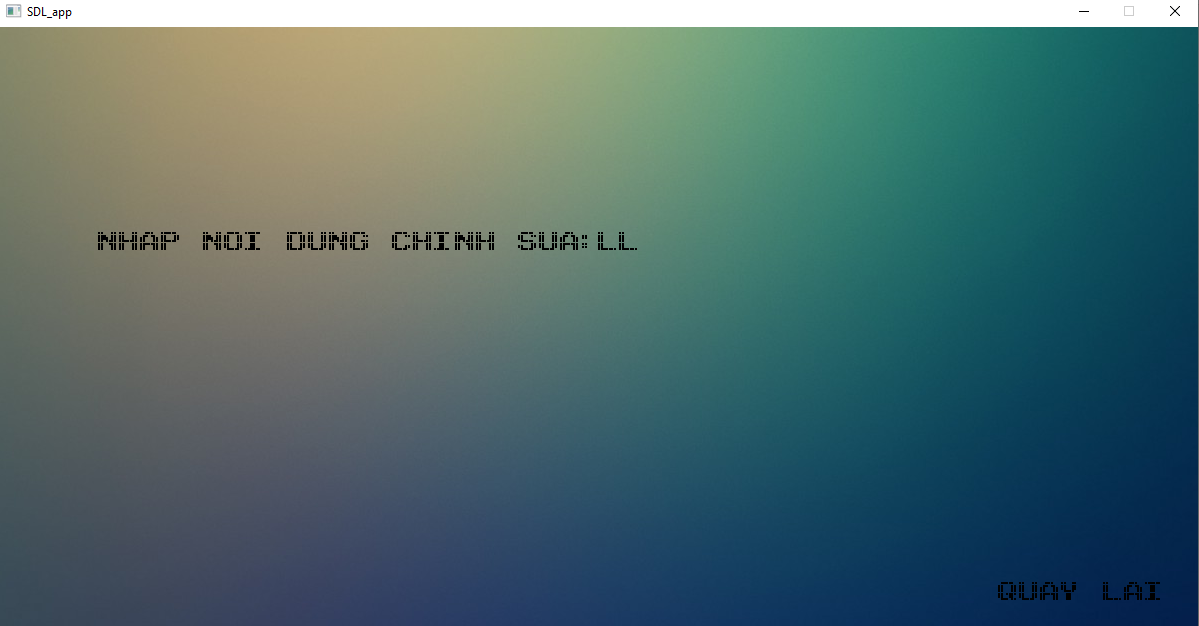 SDL_app
NHAP NOI DUNG CHINH SUA:LL
QUAY LAI